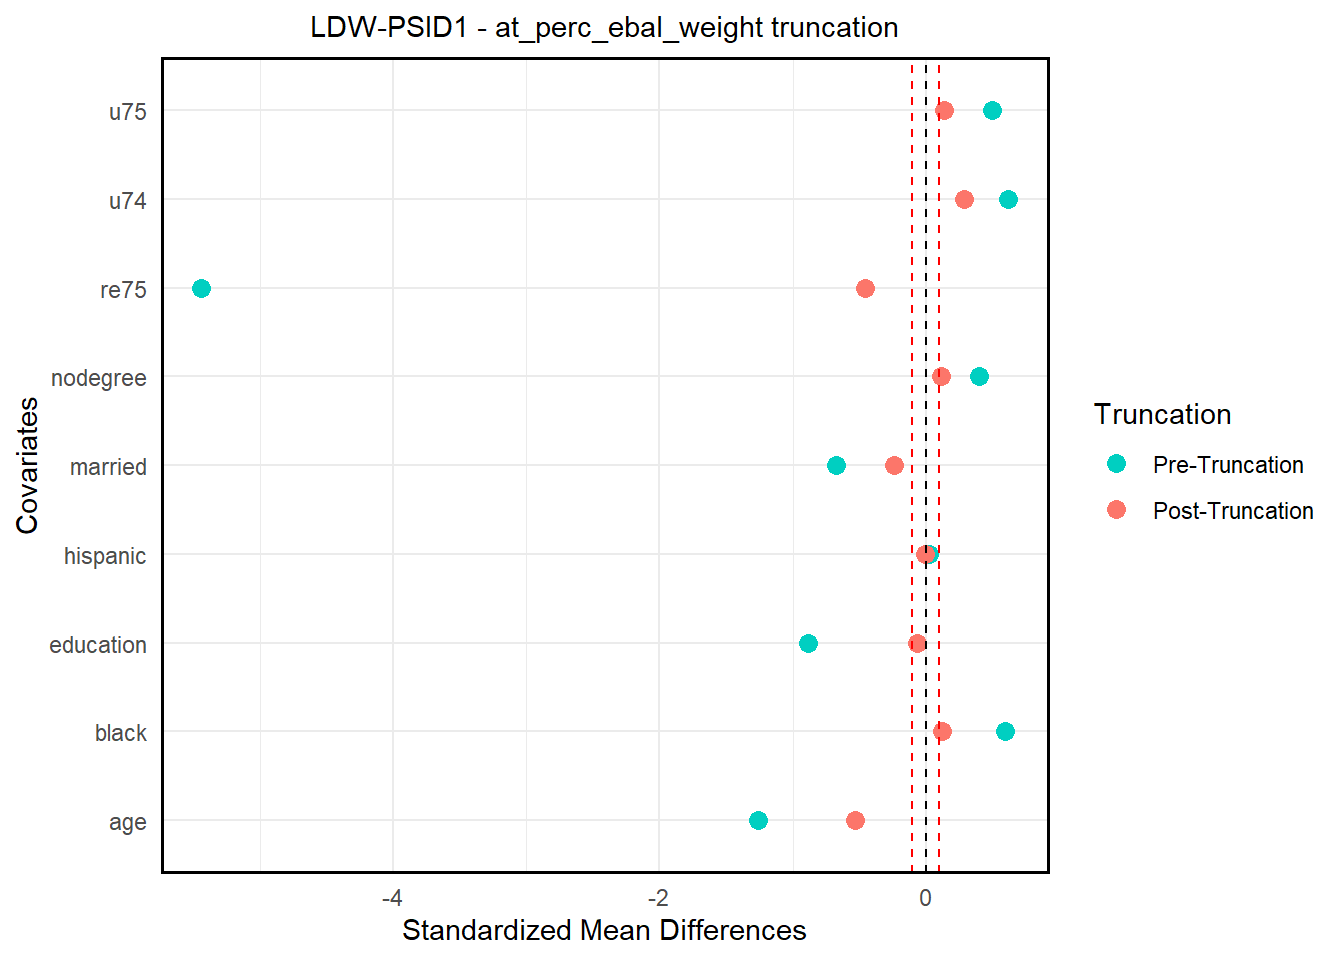 LDW-PSID1 - at_perc_ebal_weight truncation
Covariates
u75
u74
re75
nodegree
married
hispanic
education
black
age
-4
-2
0
Standardized Mean Differences
Truncation
Pre-Truncation
Post-Truncation